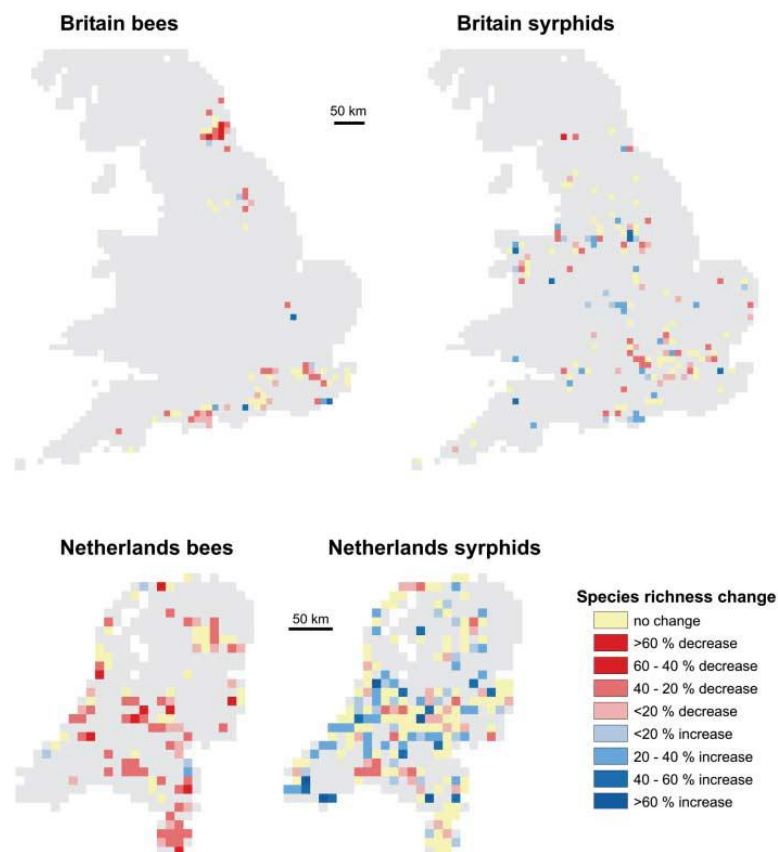 Britain bees
Britain syrphids
50 km
Netherlands bees
Netherlands syrphids
50 km
Species richness change
no change
>60 % decrease
60 - 40 % decrease
40 - 20 % decrease
<20 % decrease
<20 % increase
20 - 40 % increase
40 - 60 % increase
>60 % increase